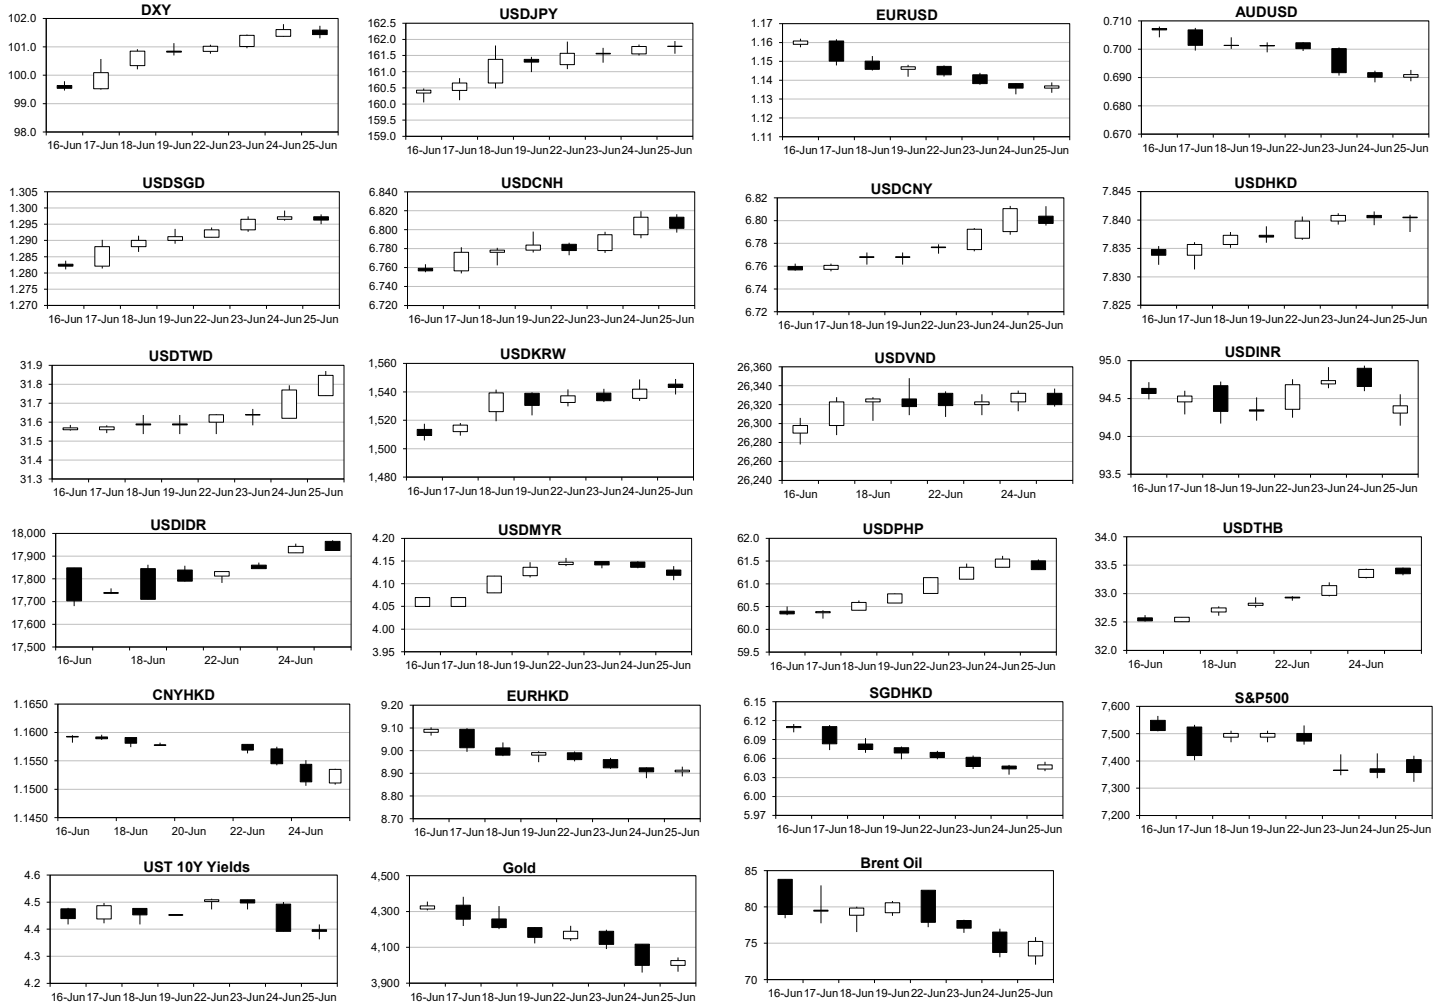 DXY
102.0
101.0
100.0
99.0
98.0
16-Jun 17-Jun 18-Jun 19-Jun 22-Jun 23-Jun 24-Jun 25-Jun
USDJPY
162.5
162.0
161.5
161.0
160.5
160.0
159.5
159.0
16-Jun 17-Jun 18-Jun 19-Jun 22-Jun 23-Jun 24-Jun 25-Jun
EURUSD
1.17
1.16
1.15
1.14
1.13
1.12
1.11
16-Jun 17-Jun 18-Jun 19-Jun 22-Jun 23-Jun 24-Jun 25-Jun
AUDUSD
0.710
0.700
0.690
0.680
0.670
16-Jun 17-Jun 18-Jun 19-Jun 22-Jun 23-Jun 24-Jun 25-Jun
USDSGD
1.305
1.300
1.295
1.290
1.285
1.280
1.275
1.270
16-Jun 17-Jun 18-Jun 19-Jun 22-Jun 23-Jun 24-Jun 25-Jun
USDCNH
6.840
6.820
6.800
6.780
6.760
6.740
6.720
16-Jun 17-Jun 18-Jun 19-Jun 22-Jun 23-Jun 24-Jun 25-Jun
USDCNY
6.82
6.80
6.78
6.76
6.74
6.72
16-Jun 17-Jun 18-Jun 19-Jun 22-Jun 23-Jun 24-Jun 25-Jun
USDHKD
7.845
7.840
7.835
7.830
7.825
16-Jun 17-Jun 18-Jun 19-Jun 22-Jun 23-Jun 24-Jun 25-Jun
USDTWD
31.9
31.8
31.7
31.6
31.5
31.4
31.3
16-Jun 17-Jun 18-Jun 19-Jun 22-Jun 23-Jun 24-Jun 25-Jun
USDKRW
1,560
1,540
1,520
1,500
1,480
16-Jun 17-Jun 18-Jun 19-Jun 22-Jun 23-Jun 24-Jun 25-Jun
USDVND
26,360
26,340
26,320
26,300
26,280
26,260
26,240
16-Jun 18-Jun 22-Jun 24-Jun
USDINR
95.0
94.5
94.0
93.5
16-Jun 17-Jun 18-Jun 19-Jun 22-Jun 23-Jun 24-Jun 25-Jun
USDIDR
18,000
17,900
17,800
17,700
17,600
17,500
16-Jun 18-Jun 22-Jun 24-Jun
USDMYR
4.20
4.15
4.10
4.05
4.00
3.95
16-Jun 17-Jun 18-Jun 19-Jun 22-Jun 23-Jun 24-Jun 25-Jun
USDPHP
62.0
61.5
61.0
60.5
60.0
59.5
16-Jun 17-Jun 18-Jun 19-Jun 22-Jun 23-Jun 24-Jun 25-Jun
USDTHB
34.0
33.5
33.0
32.5
32.0
16-Jun 18-Jun 22-Jun 24-Jun
CNYHKD
1.1650
1.1600
1.1550
1.1500
1.1450
16-Jun 18-Jun 20-Jun 22-Jun 24-Jun
EURHKD
9.20
9.10
9.00
8.90
8.80
8.70
16-Jun 17-Jun 18-Jun 19-Jun 22-Jun 23-Jun 24-Jun 25-Jun
SGDHKD
6.15
6.12
6.09
6.06
6.03
6.00
5.97
16-Jun 17-Jun 18-Jun 19-Jun 22-Jun 23-Jun 24-Jun 25-Jun
S&P500
7,600
7,500
7,400
7,300
7,200
16-Jun 17-Jun 18-Jun 19-Jun 22-Jun 23-Jun 24-Jun 25-Jun
UST 10Y Yields
4.6
4.5
4.4
4.3
4.2
16-Jun 17-Jun 18-Jun 19-Jun 22-Jun 23-Jun 24-Jun 25-Jun
Gold
4,500
4,300
4,100
3,900
16-Jun 17-Jun 18-Jun 19-Jun 22-Jun 23-Jun 24-Jun 25-Jun
Brent Oil
85
80
75
70
16-Jun 17-Jun 18-Jun 19-Jun 22-Jun 23-Jun 24-Jun 25-Jun